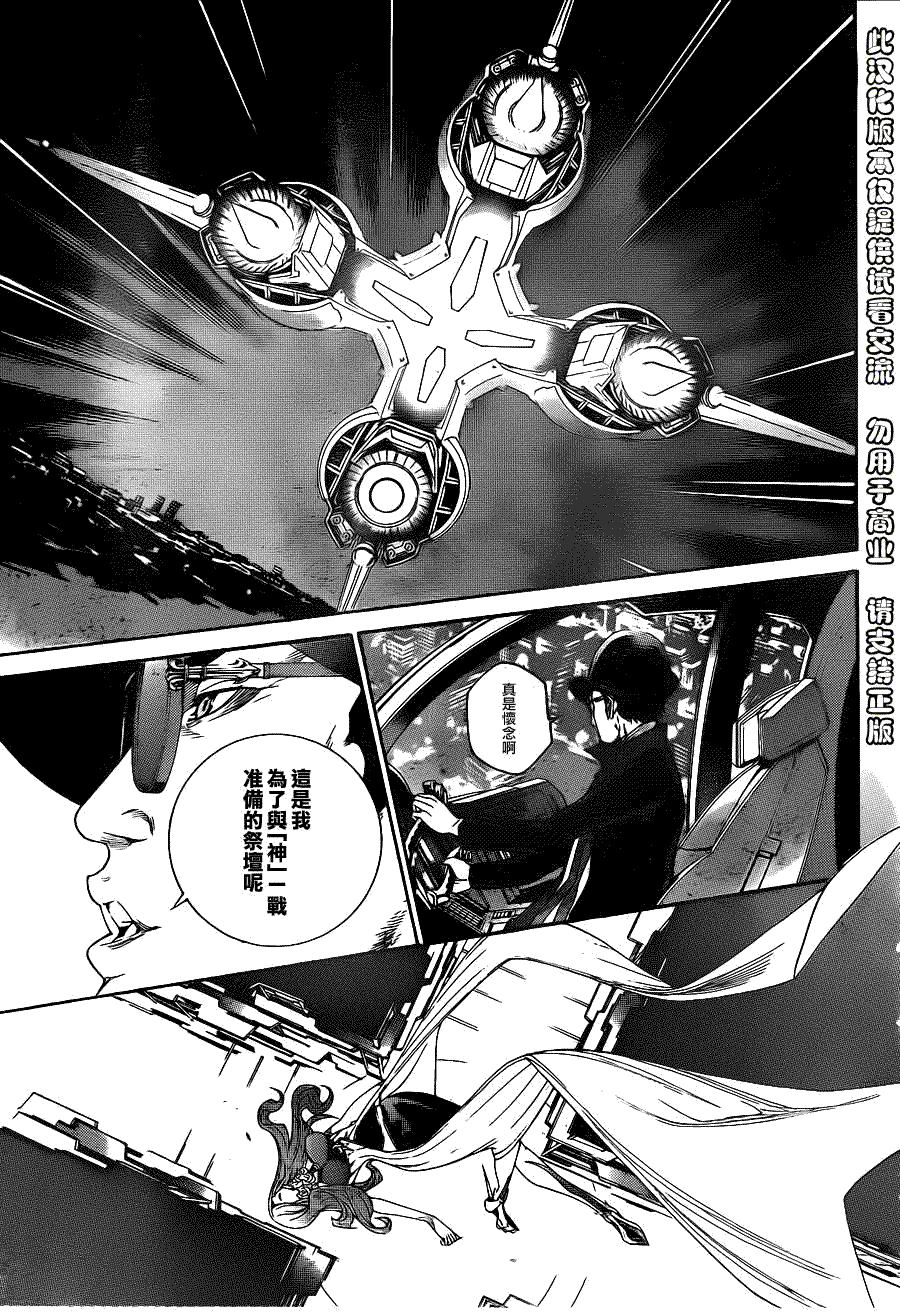 此汉化版本仅提供试看交流 勿用于商业 请支持正版
真是懷念啊
這是我
為了與「神」一戰
准備的祭壇呢